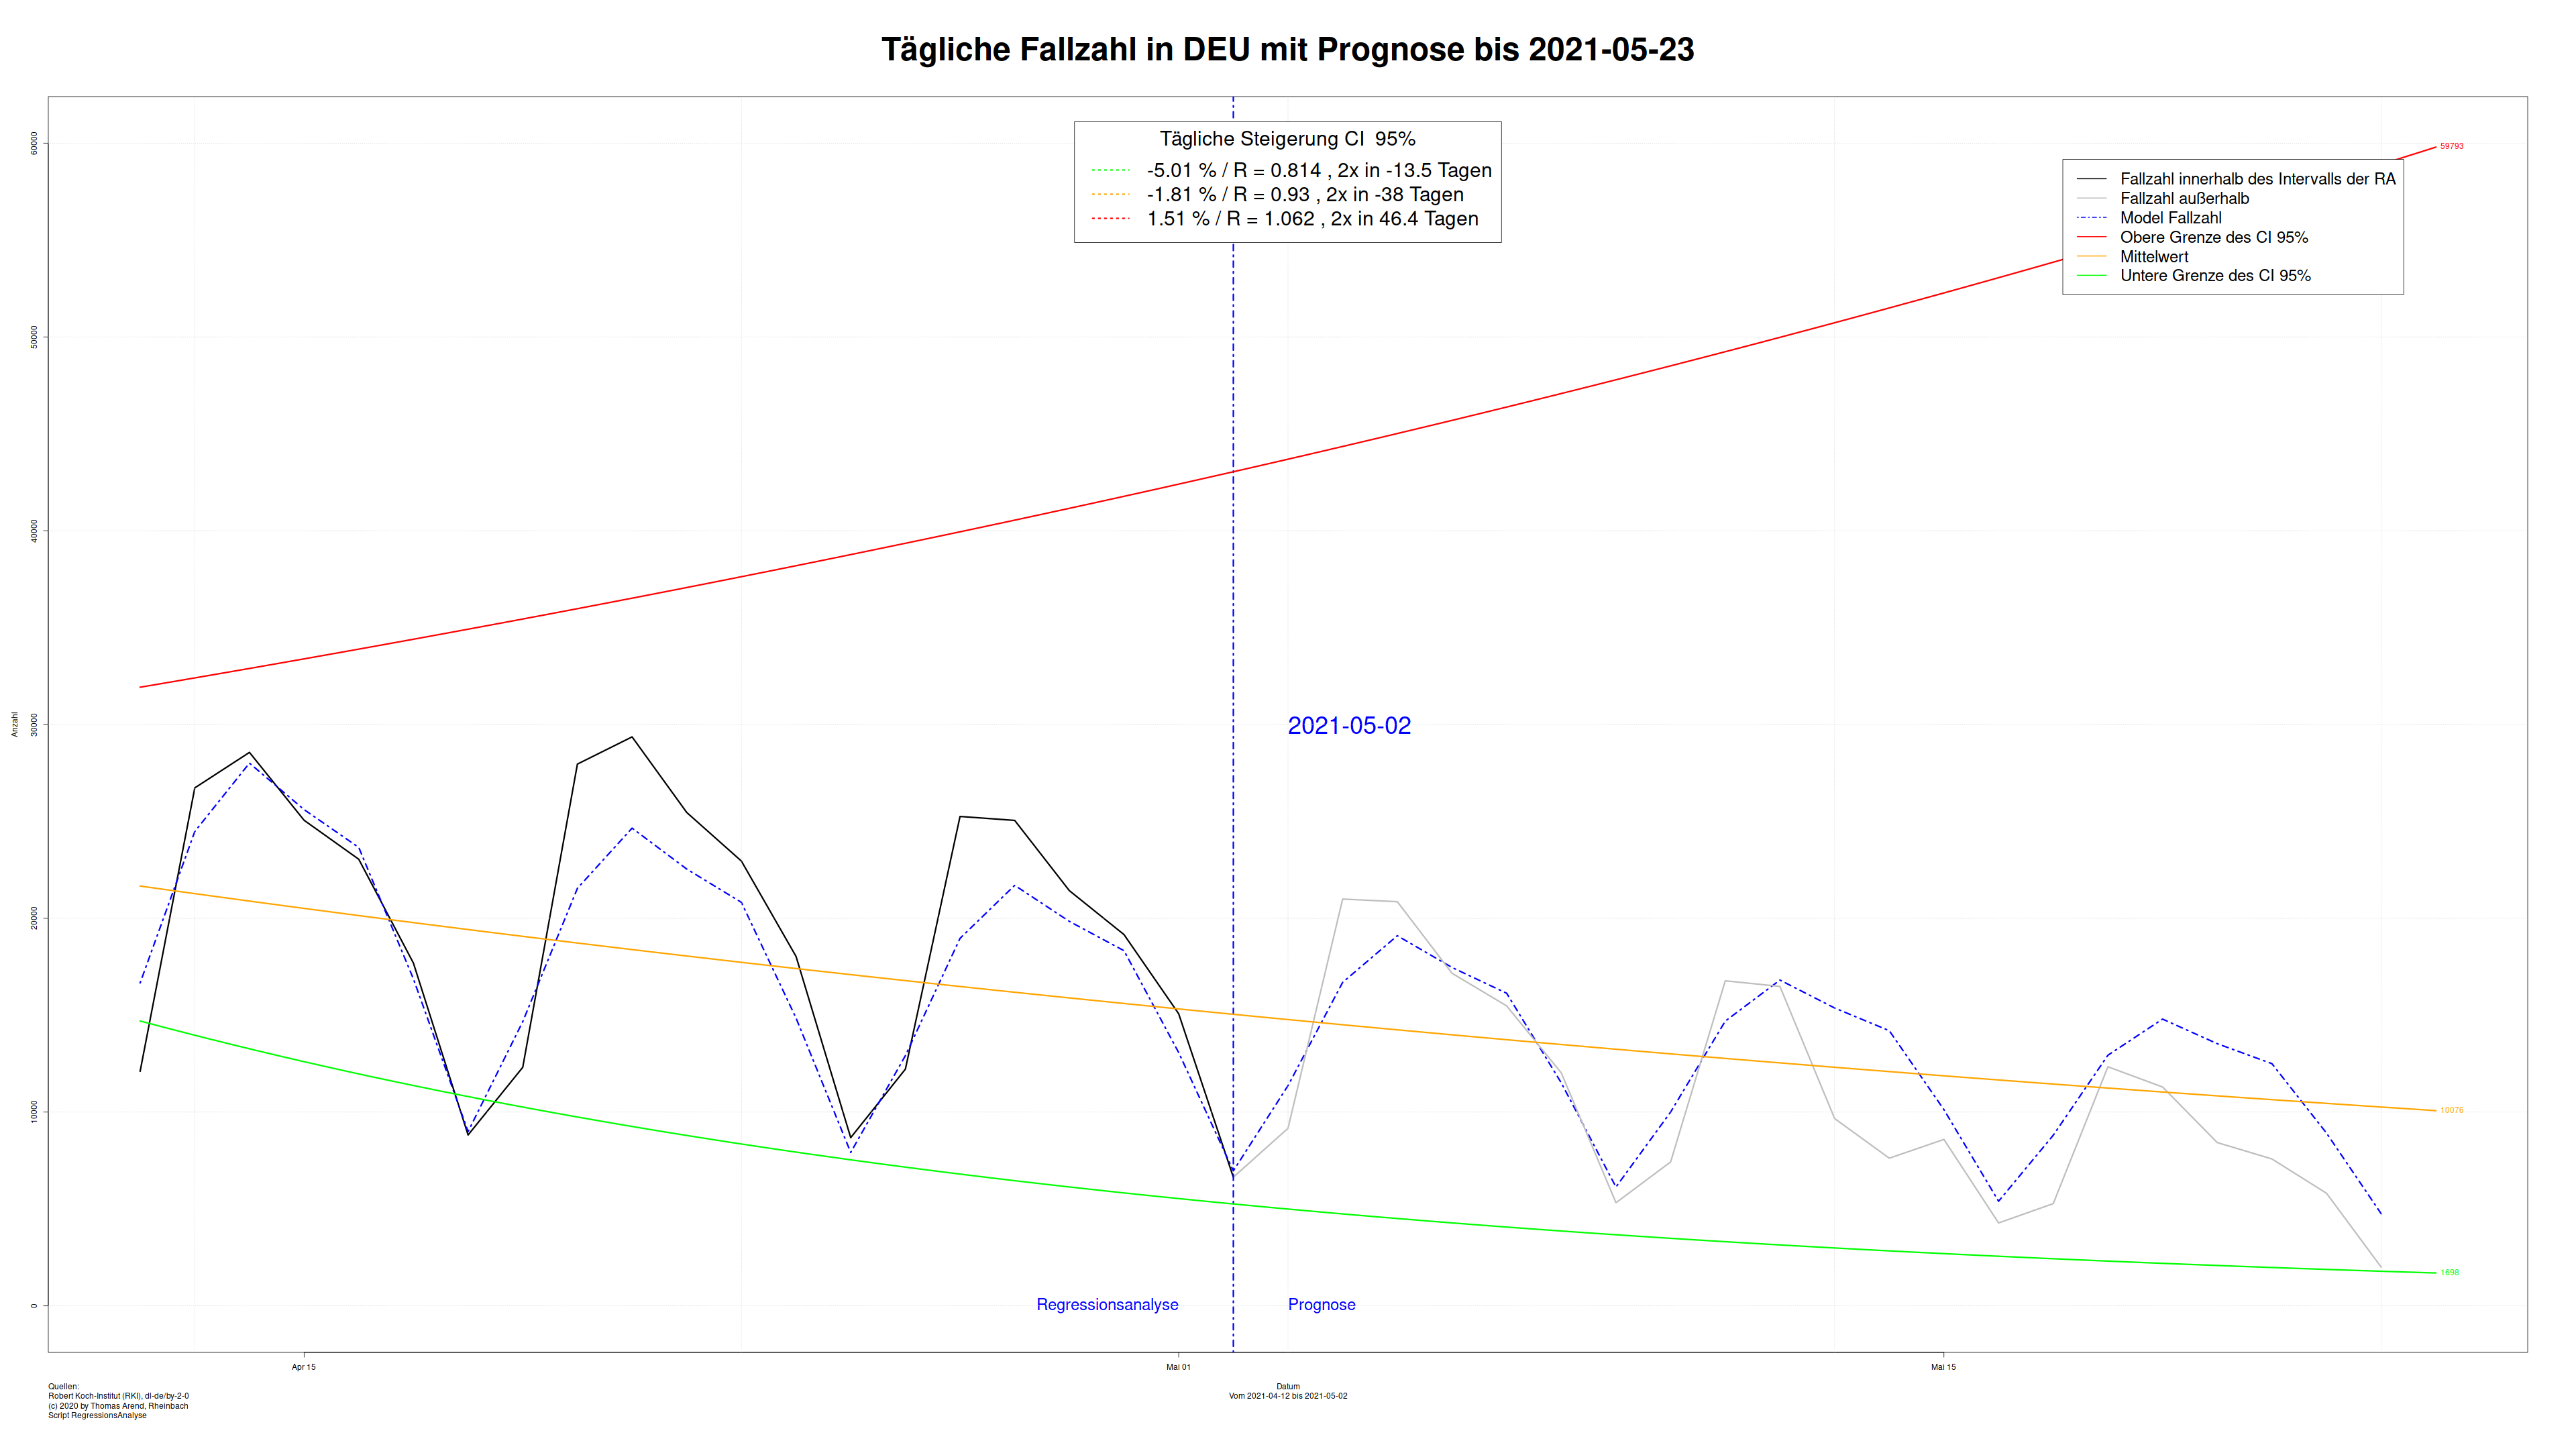 Tägliche Fallzahl in DEU mit Prognose bis 2021-05-23
Tägliche Steigerung CI 95%
-5.01 % / R = 0.814 , 2x in -13.5 Tagen
-1.81 % / R = 0.93 , 2x in -38 Tagen
1.51 % / R = 1.062 , 2x in 46.4 Tagen
59793
Fallzahl innerhalb des Intervalls der RA
Fallzahl außerhalb
Model Fallzahl
Obere Grenze des CI 95%
Mittelwert
Untere Grenze des CI 95%
60000
50000
40000
30000
20000
10000
0
Anzahl
2021-05-02
10076
1698
Regressionsanalyse
Prognose
Apr 15
Mai 01
Mai 15
Datum
Vom 2021-04-12 bis 2021-05-02
Quellen:
Robert Koch-Institut (RKI), dl-de/by-2-0
(c) 2020 by Thomas Arend, Rheinbach
Script RegressionsAnalyse